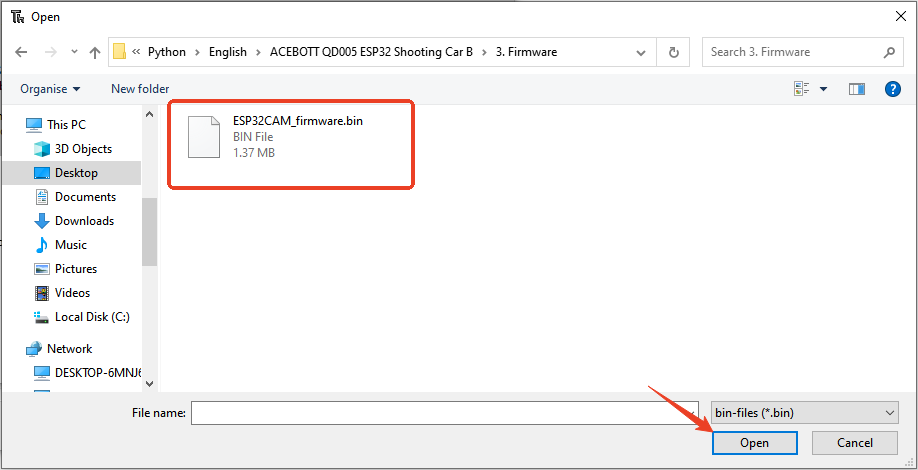 Open
« Python > English > ACEBOTT QD005 ESP32 Shooting Car B > 3. Firmware
Search 3. Firmware
Organise
New folder
This PC
3D Objects
Desktop
Documents
Downloads
Music
Pictures
Videos
Local Disk (C:)
Network
DESKTOP-6MNJ6
ESP32CAM_firmware.bin
BIN File
1.37 MB
File name:
bin-files (*.bin)
Open
Cancel